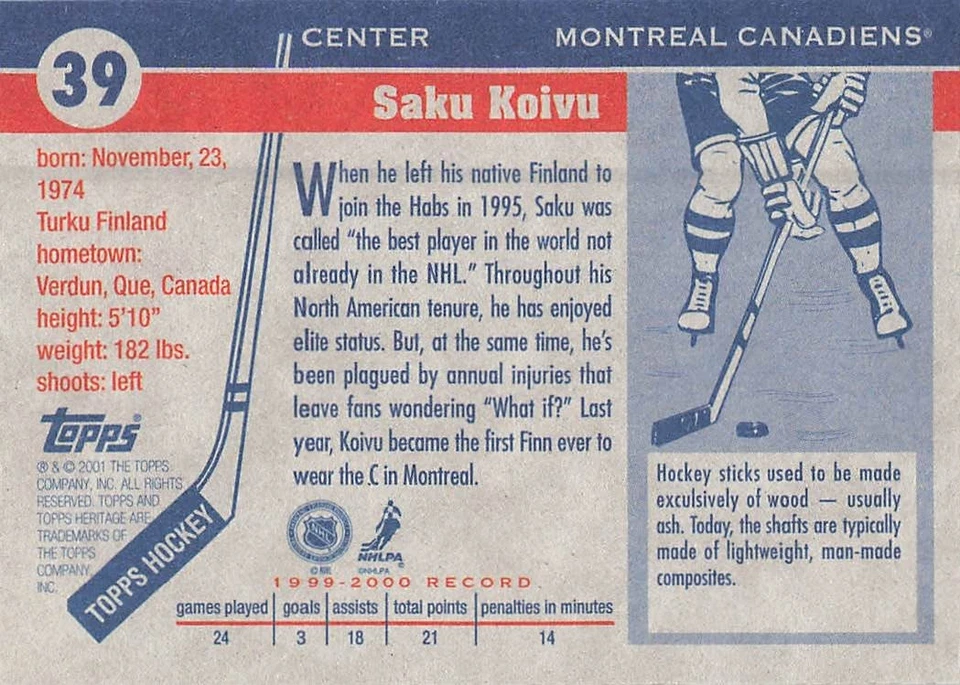 39
CENTER
MONTREAL CANADIENS®
Saku Koivu
born: November, 23,
1974
Turku Finland
hometown:
Verdun, Que, Canada
height: 5'10"
weight: 182 lbs.
shoots: left
Topps®
® & © 2001 THE TOPPS
COMPANY, INC. ALL RIGHTS
RESERVED. TOPPS AND
TOPPS HERITAGE ARE
TRADEMARKS OF
THE TOPPS
COMPANY,
INC.
TOPPS HOCKEY
When he left his native Finland to
join the Habs in 1995, Saku was
called "the best player in the world not
already in the NHL." Throughout his
North American tenure, he has enjoyed
elite status. But, at the same time, he's
been plagued by annual injuries that
leave fans wondering "What if?" Last
year, Koivu became the first Finn ever to
wear the C in Montreal.
NHL
© NHL
NHLPA
©NHLPA
1999-2000 RECORD
games played goals assists total points penalties in minutes
24 3 18 21 14
Hockey sticks used to be made
exculsively of wood — usually
ash. Today, the shafts are typically
made of lightweight, man-made
composites.